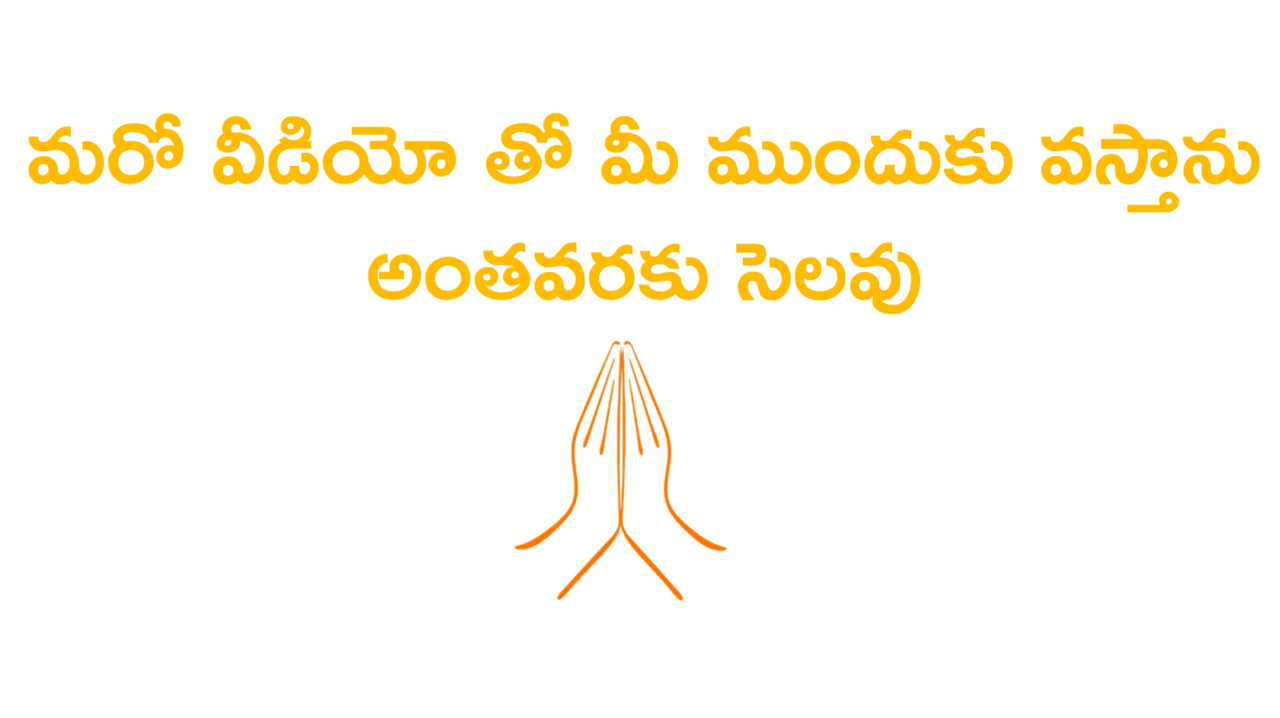 మరో వీడియో తో మీ ముందుకు వస్తాను
అంతవరకు సెలవు